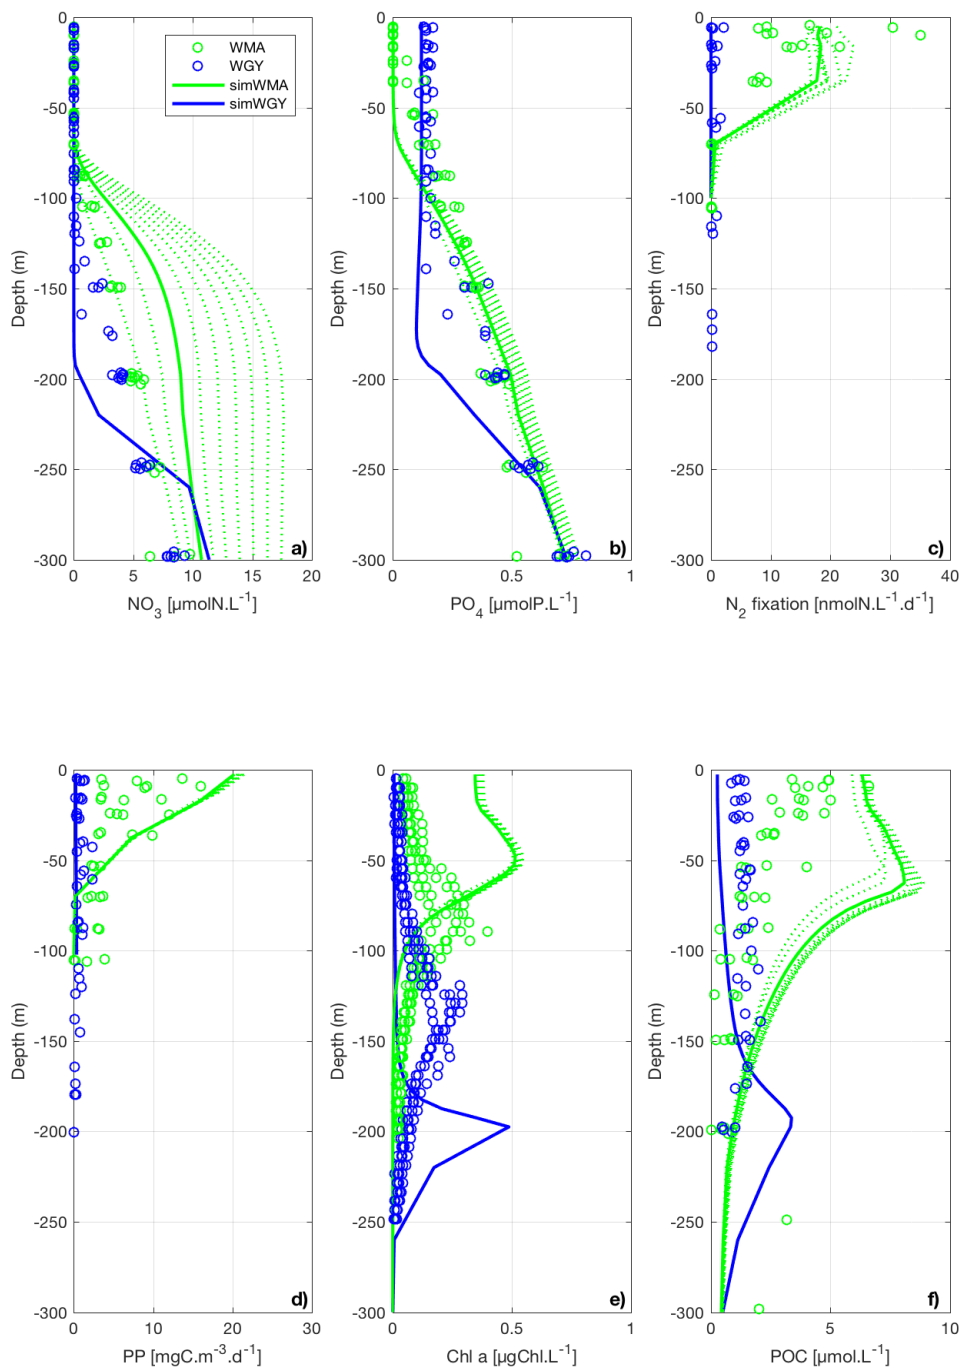 0
-50
-100
-150
-200
-250
-300
Depth (m)
0 5 10 15 20
NO3 [µmolN.L-1]
WMA
WGY
simWMA
simWGY
a)
0
-50
-100
-150
-200
-250
-300
Depth (m)
0 0.5 1
PO4 [µmolP.L-1]
b)
0
-50
-100
-150
-200
-250
-300
Depth (m)
0 10 20 30 40
N2 fixation [nmolN.L-1.d-1]
c)
0
-50
-100
-150
-200
-250
-300
Depth (m)
0 10 20 30
PP [mgC.m-3.d-1]
d)
0
-50
-100
-150
-200
-250
-300
Depth (m)
0 0.5 1
Chl a [µgChl.L-1]
e)
0
-50
-100
-150
-200
-250
-300
Depth (m)
0 5 10
POC [µmol.L-1]
f)